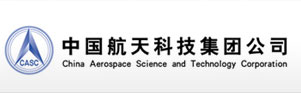 CASC
中国航天科技集团公司
China Aerospace Science and Technology Corporation